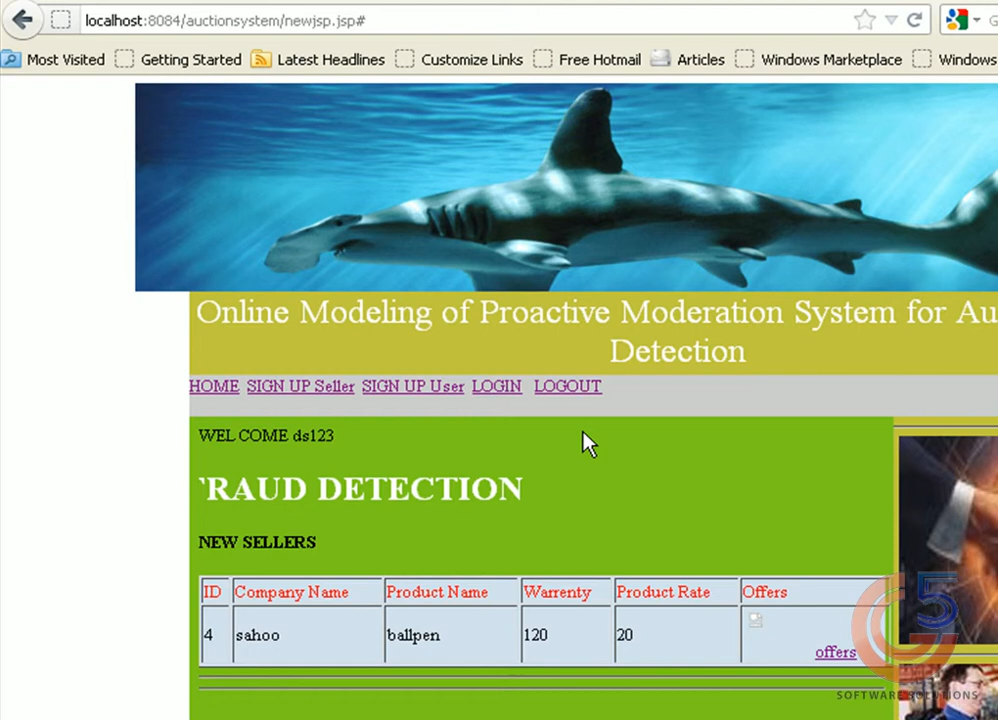 localhost:8084/auctionsystem/newjsp.jsp#
Most Visited Getting Started Latest Headlines Customize Links Free Hotmail Articles Windows Marketplace Windows
Online Modeling of Proactive Moderation System for Au
Detection
HOME SIGN UP Seller SIGN UP User LOGIN LOGOUT
WEL COME ds123
`RAUD DETECTION
NEW SELLERS
ID Company Name Product Name Warrenty Product Rate Offers
4 sahoo ballpen 120 20
offers
G5
SOFTWARE SOLUTIONS